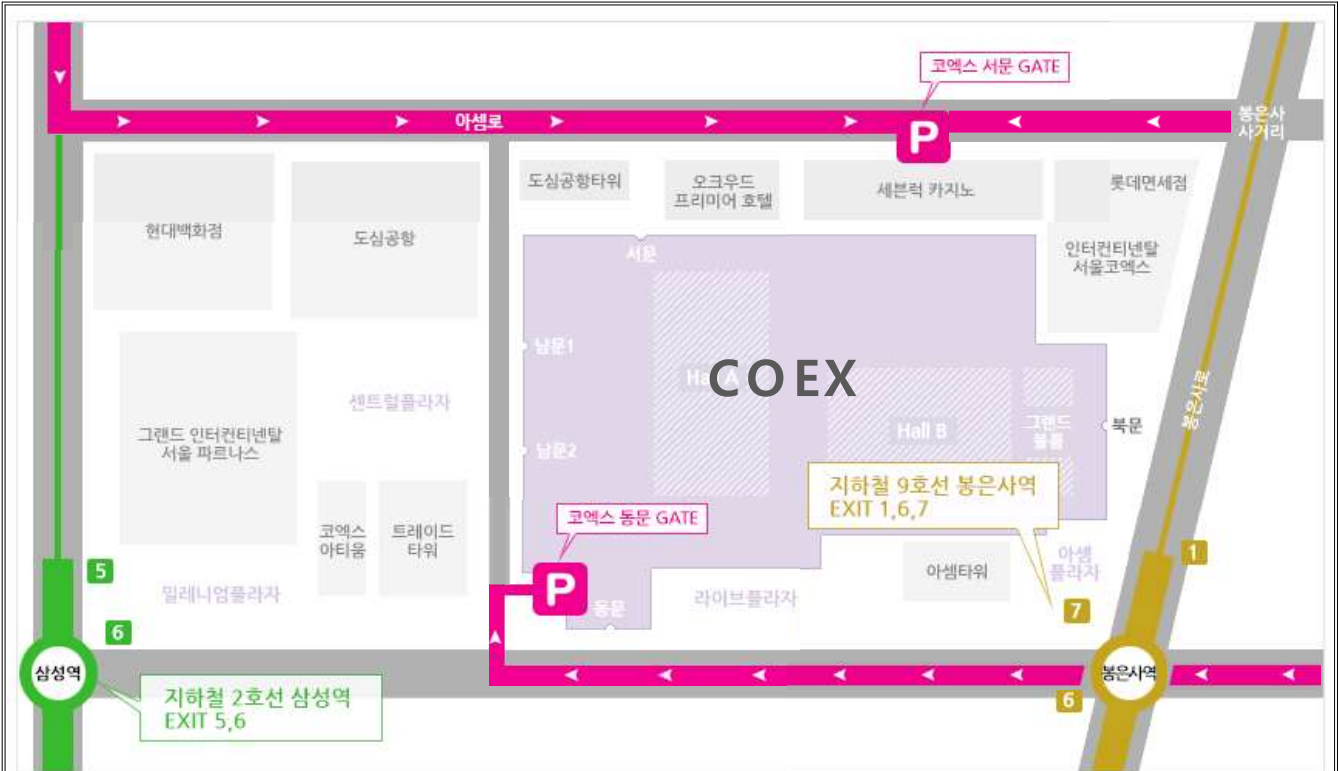 코엑스 서문 GATE
아셈로
P
봉은사
사거리
도심공항타워
오크우드
프리미어 호텔
세븐럭 카지노
롯데면세점
현대백화점
도심공항
서문
인터컨티넨탈
서울코엑스
남문1
COEX
Hall A
센트럴플라자
봉은사로
그랜드 인터컨티넨탈
서울 파르나스
남문2
Hall B
그랜드
볼룸
북문
지하철 9호선 봉은사역
EXIT 1,6,7
코엑스 동문 GATE
코엑스
아티움
트레이드
타워
P
아셈타워
아셈
플라자
1
5
밀레니엄플라자
동문
라이브플라자
7
6
삼성역
봉은사역
지하철 2호선 삼성역
EXIT 5,6
6